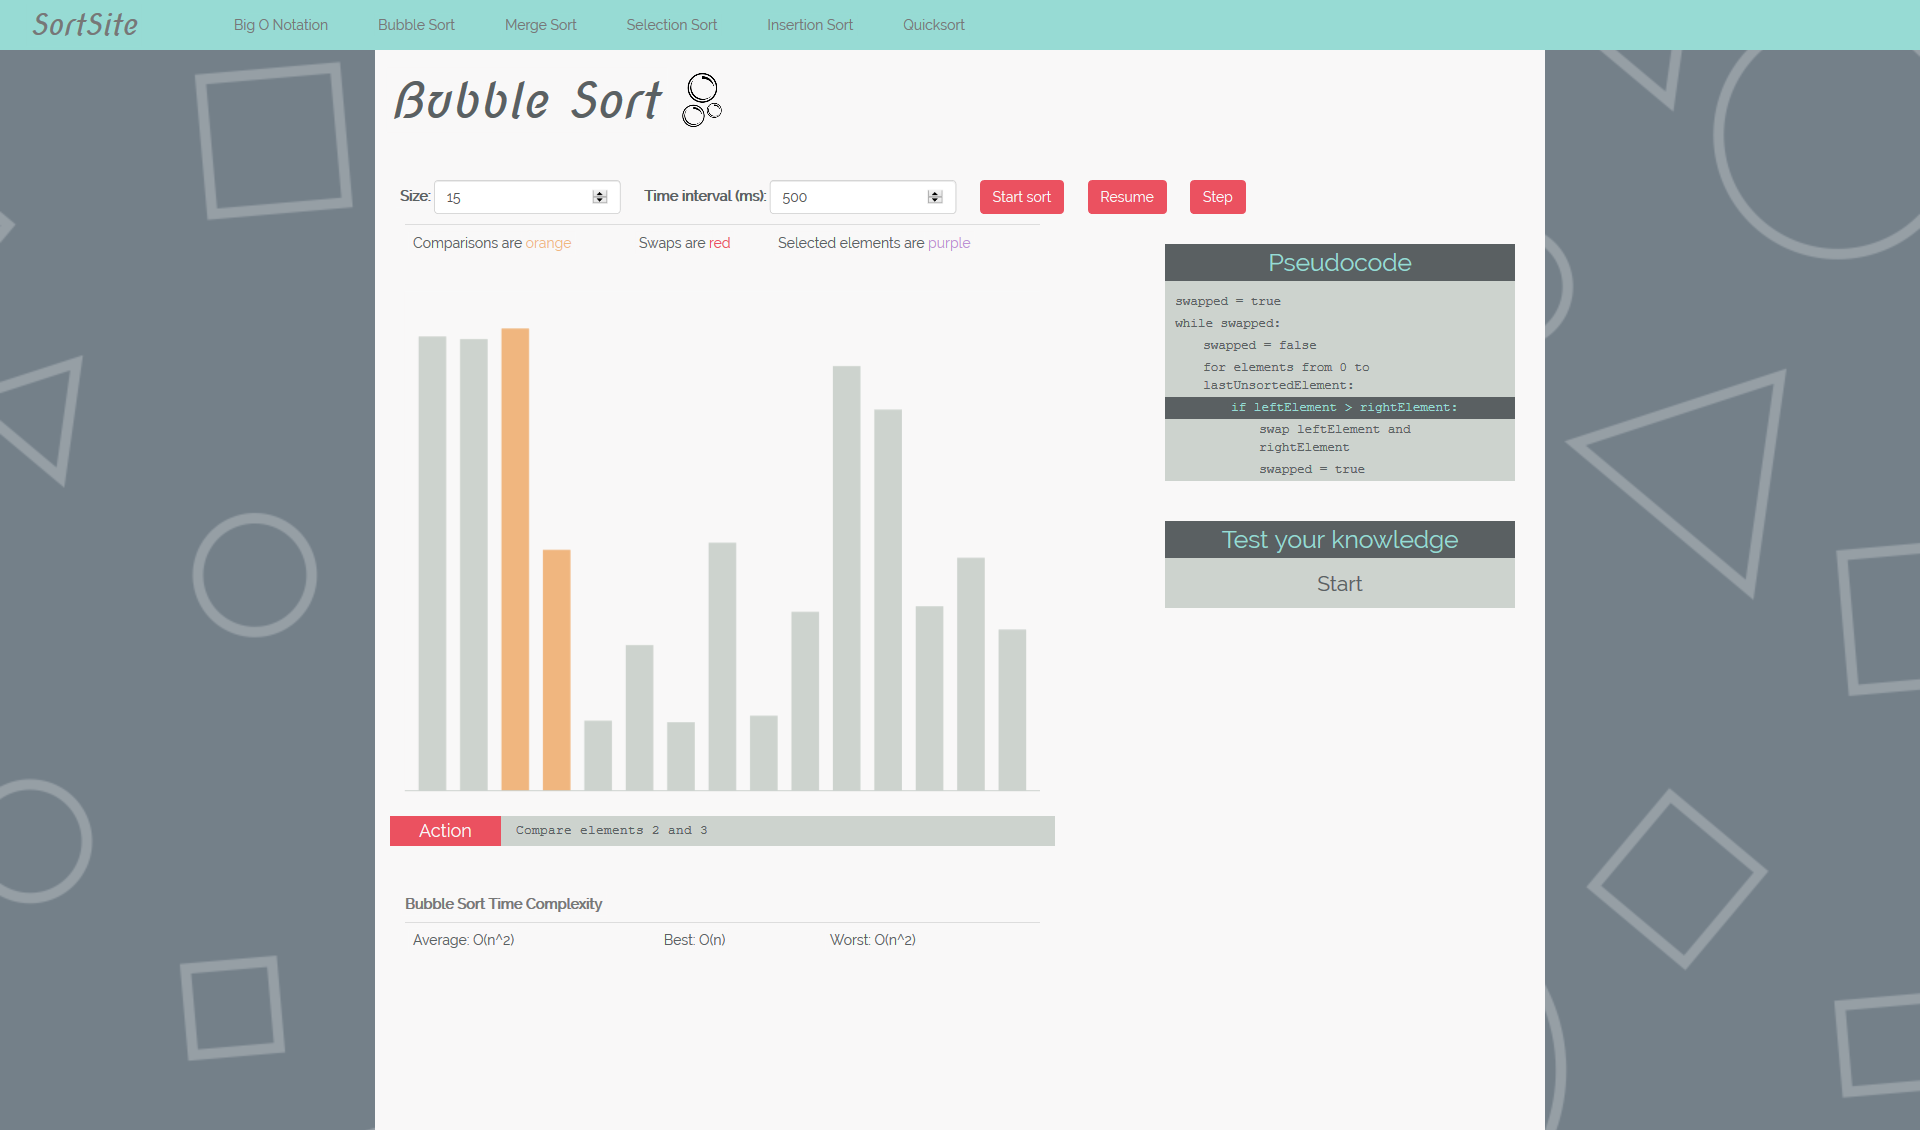 SortSite
Big O Notation
Bubble Sort
Merge Sort
Selection Sort
Insertion Sort
Quicksort
Bubble Sort
Size: 15
Time interval (ms): 500
Start sort
Resume
Step
Comparisons are orange
Swaps are red
Selected elements are purple
Pseudocode
swapped = true
while swapped:
swapped = false
for elements from 0 to
lastUnsortedElement:
if leftElement > rightElement:
swap leftElement and
rightElement
swapped = true
Test your knowledge
Start
Action
Compare elements 2 and 3
Bubble Sort Time Complexity
Average: O(n^2)
Best: O(n)
Worst: O(n^2)